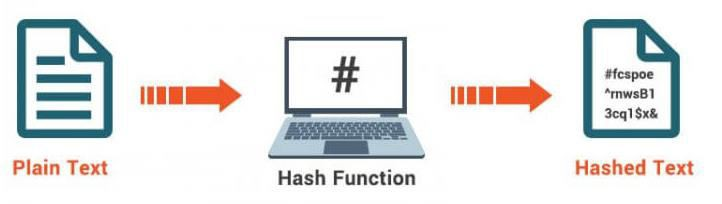 Plain Text
#
Hash Function
#fcspoe
^rnwsB1
3cq1$x&
Hashed Text